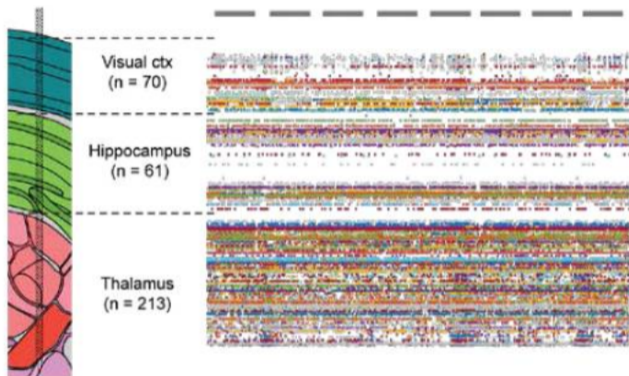 Visual ctx
(n = 70)
Hippocampus
(n = 61)
Thalamus
(n = 213)